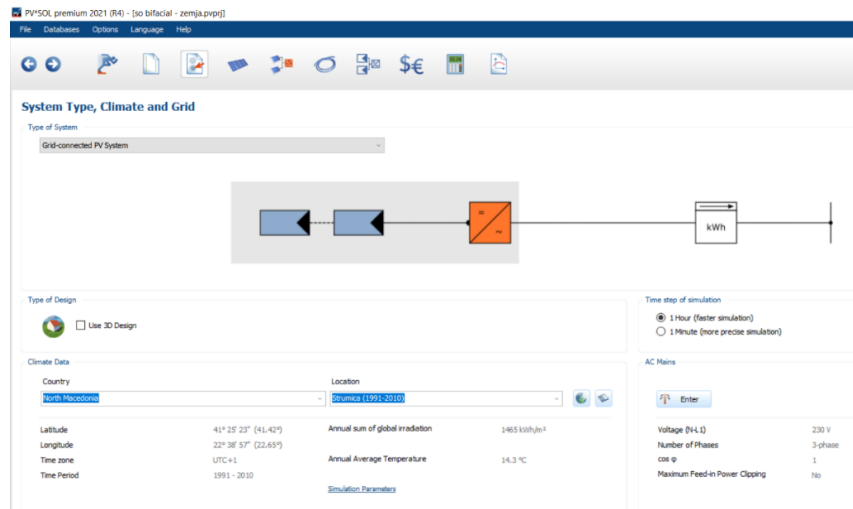 PV*SOL premium 2021 (R4) - [so bifacial - zemja.pvprj]
File Databases Options Language Help
$€
System Type, Climate and Grid
Type of System
Grid-connected PV System
=
~
kWh
Type of Design
Use 3D Design
Time step of simulation
1 Hour (faster simulation)
1 Minute (more precise simulation)
Climate Data
AC Mains
Country
Location
North Macedonia
Strumica (1991-2010)
Enter
Latitude 41° 25' 23" (41.42°) Annual sum of global irradiation 1465 kWh/m² Voltage (N-L1) 230 V
Longitude 22° 38' 57" (22.65°) Number of Phases 3-phase
Time zone UTC+1 Annual Average Temperature 14.3 °C cos φ 1
Time Period 1991 - 2010 Maximum Feed-in Power Clipping No
Simulation Parameters